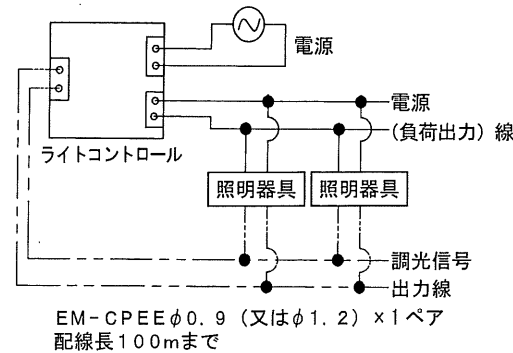 電源
電源
(負荷出力)線
ライトコントロール
照明器具 照明器具
調光信号
出力線
EM-CPEEφ0.9(又はφ1.2)×1ペア
配線長100mまで